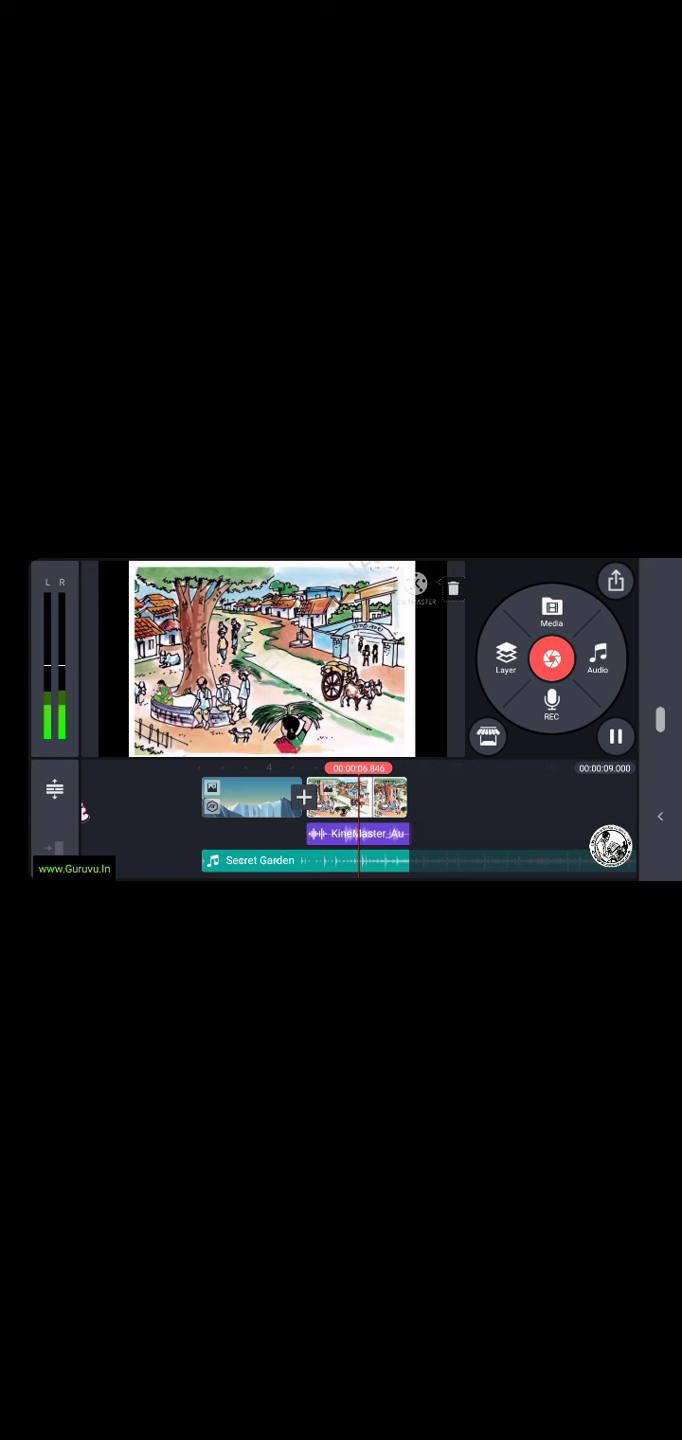 L R
Media
Layer
Audio
REC
4
00:00:06.846
00:00:09.000
KineMaster_Au
Secret Garden
www.Guruvu.In